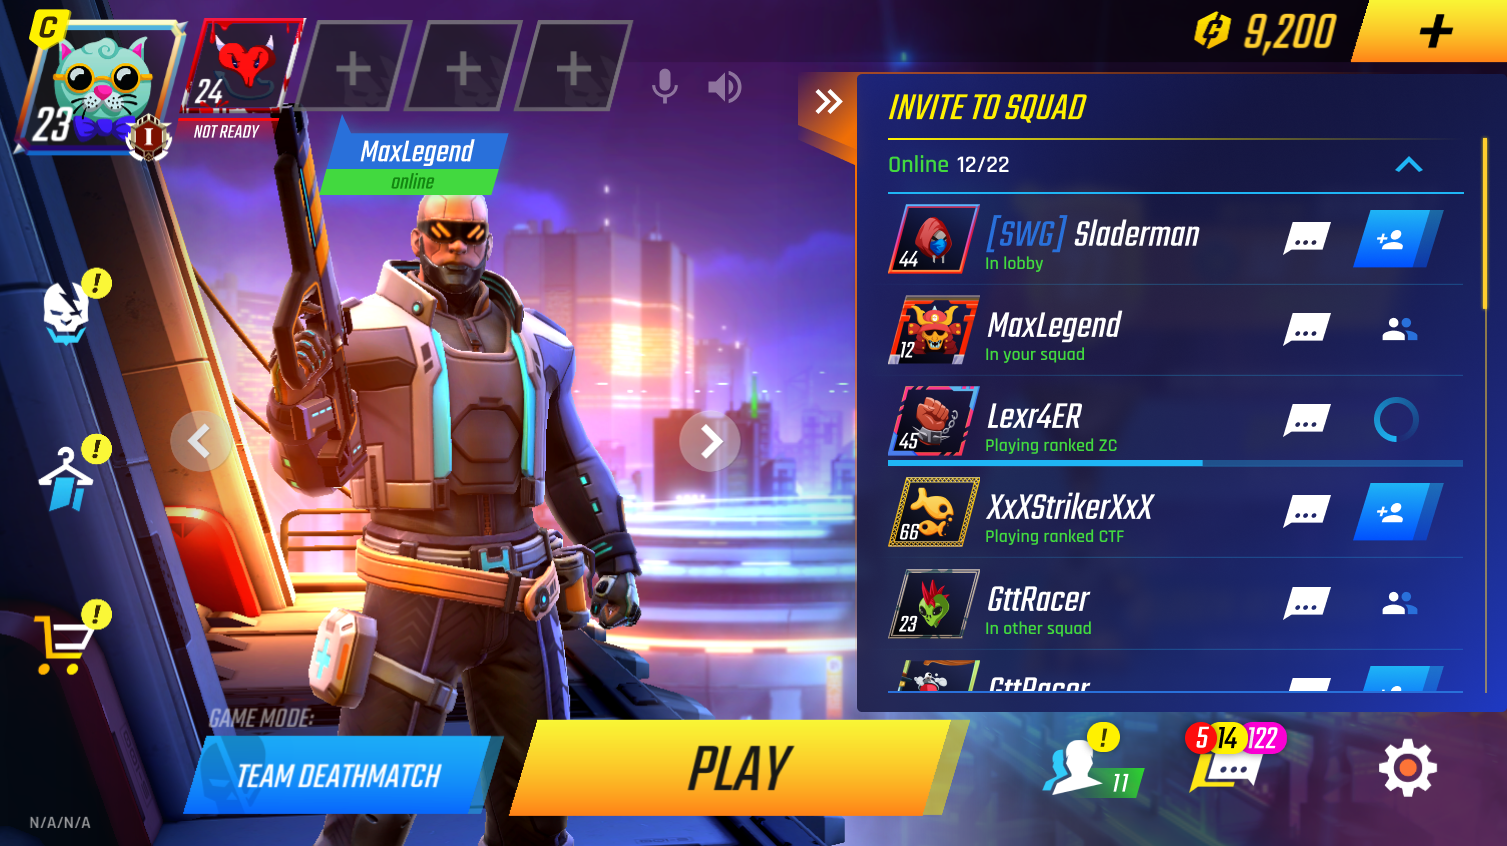 C
23
I
24
NOT READY
MaxLegend
online
9,200
+
INVITE TO SQUAD
Online 12/22
44
[SWG] Sladerman
In lobby
12
MaxLegend
In your squad
45
Lexr4ER
Playing ranked ZC
66
XxXStrikerXxX
Playing ranked CTF
23
GttRacer
In other squad
GttRacer
!
!
!
GAME MODE:
TEAM DEATHMATCH
PLAY
!
11
5 14 122
N/A/N/A